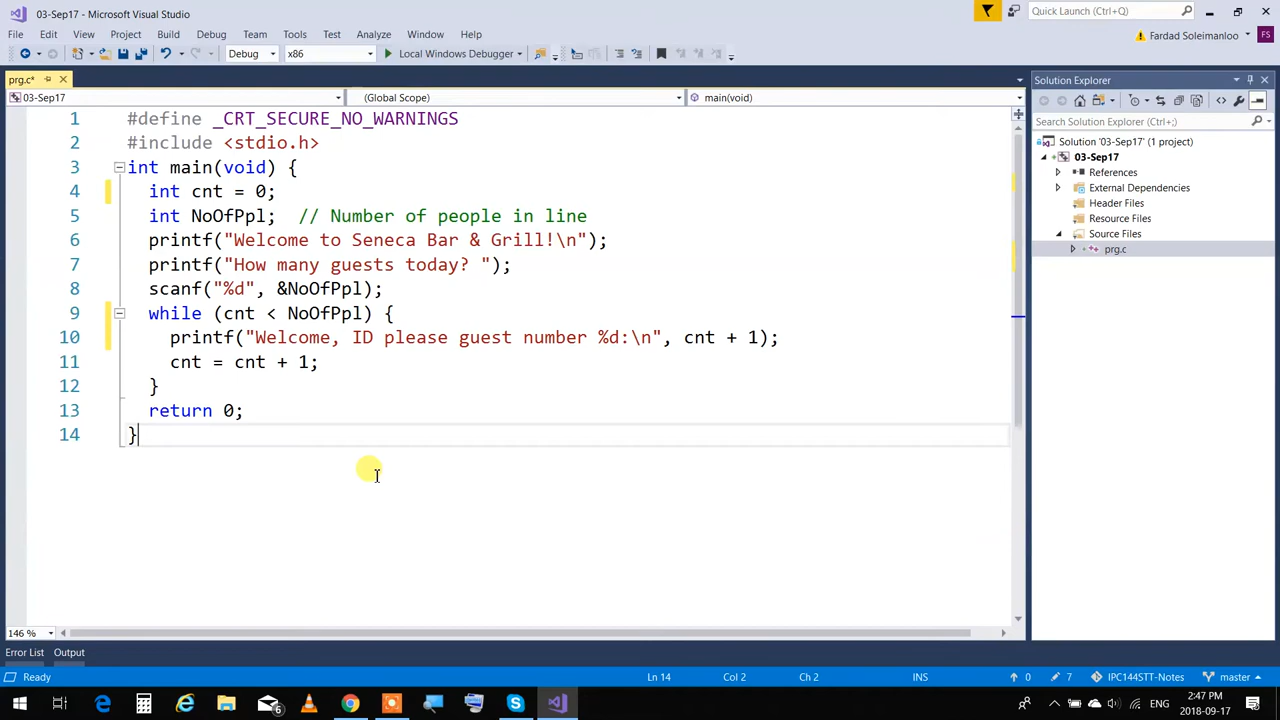 03-Sep17 - Microsoft Visual Studio
Quick Launch (Ctrl+Q)
File Edit View Project Build Debug Team Tools Test Analyze Window Help
Fardad Soleimanloo FS
Debug x86 Local Windows Debugger
prg.c*
03-Sep17 (Global Scope) main(void)
1 #define _CRT_SECURE_NO_WARNINGS
2 #include <stdio.h>
3 int main(void) {
4 int cnt = 0;
5 int NoOfPpl; // Number of people in line
6 printf("Welcome to Seneca Bar & Grill!\n");
7 printf("How many guests today? ");
8 scanf("%d", &NoOfPpl);
9 while (cnt < NoOfPpl) {
10 printf("Welcome, ID please guest number %d:\n", cnt + 1);
11 cnt = cnt + 1;
12 }
13 return 0;
14 }
Solution Explorer
Search Solution Explorer (Ctrl+;)
Solution '03-Sep17' (1 project)
03-Sep17
References
External Dependencies
Header Files
Resource Files
Source Files
prg.c
146 %
Error List Output
Ready Ln 14 Col 2 Ch 2 INS 0 7 IPC144STT-Notes master
6 ENG 2:47 PM
2018-09-17